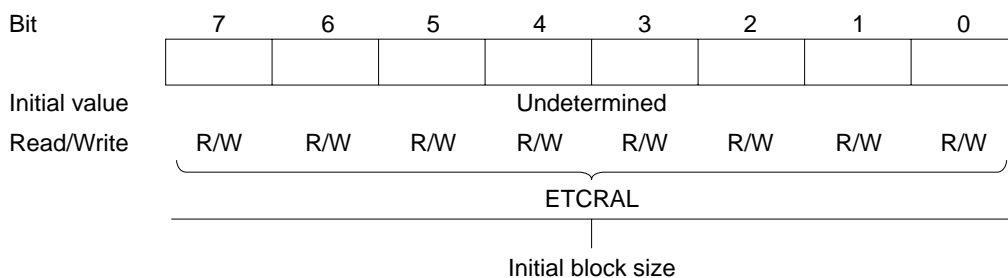 Bit 7 6 5 4 3 2 1 0
Initial value Undetermined
Read/Write R/W R/W R/W R/W R/W R/W R/W R/W
ETCRAL
Initial block size